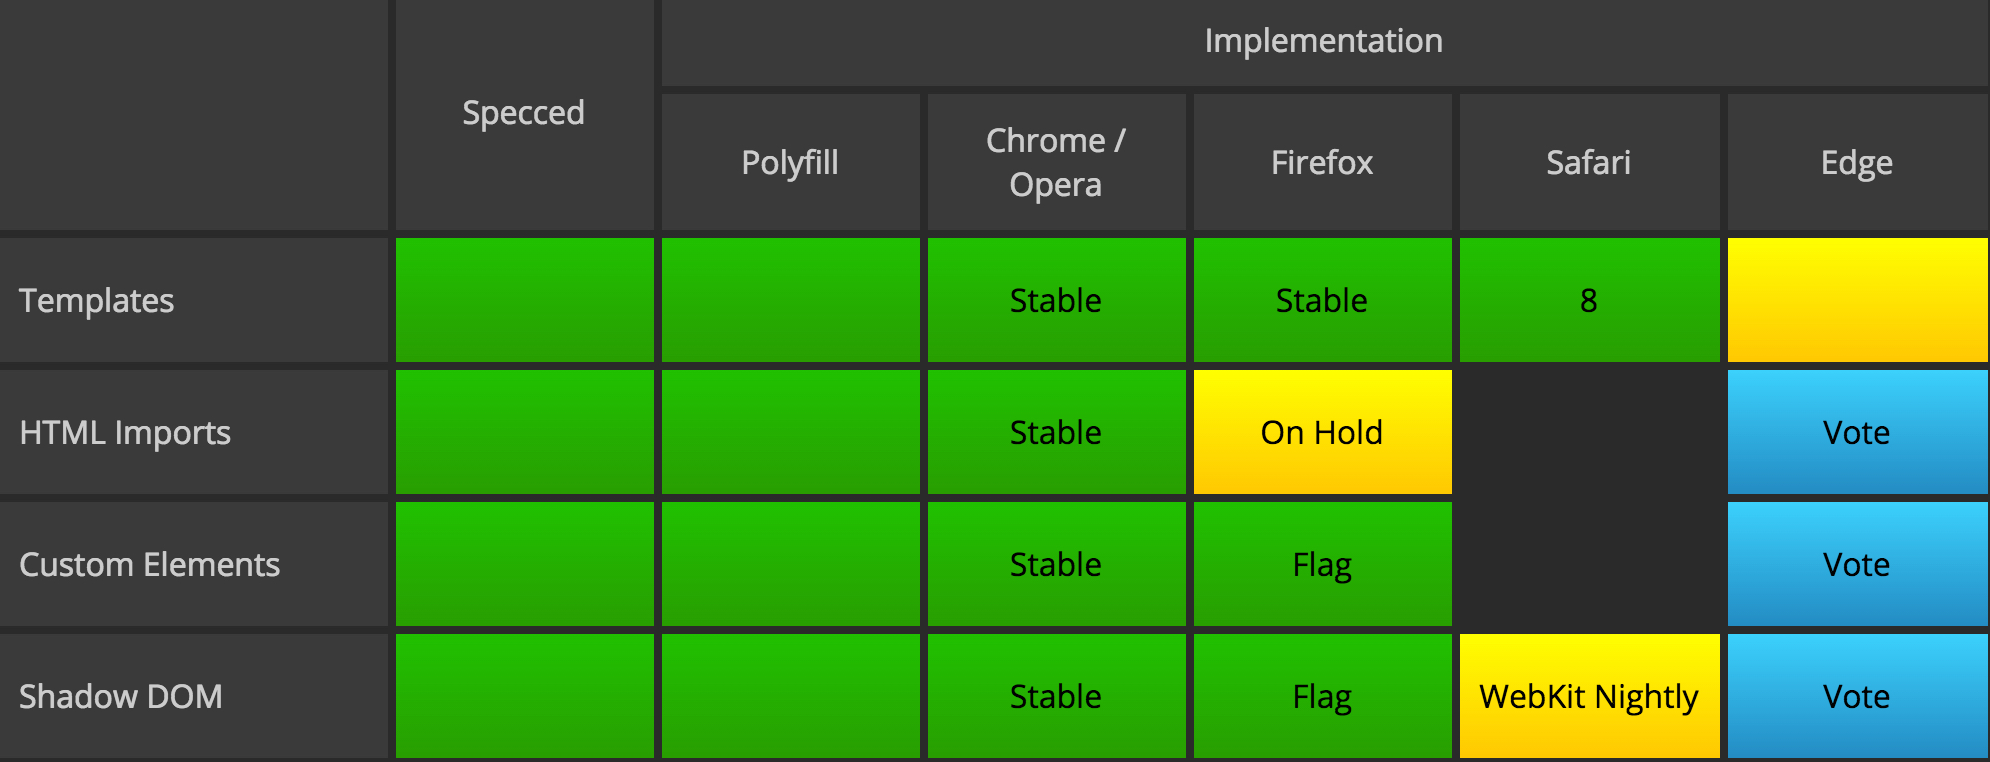 Implementation
Specced
Polyfill
Chrome /
Opera
Firefox
Safari
Edge
Templates
Stable
Stable
8
HTML Imports
Stable
On Hold
Vote
Custom Elements
Stable
Flag
Vote
Shadow DOM
Stable
Flag
WebKit Nightly
Vote